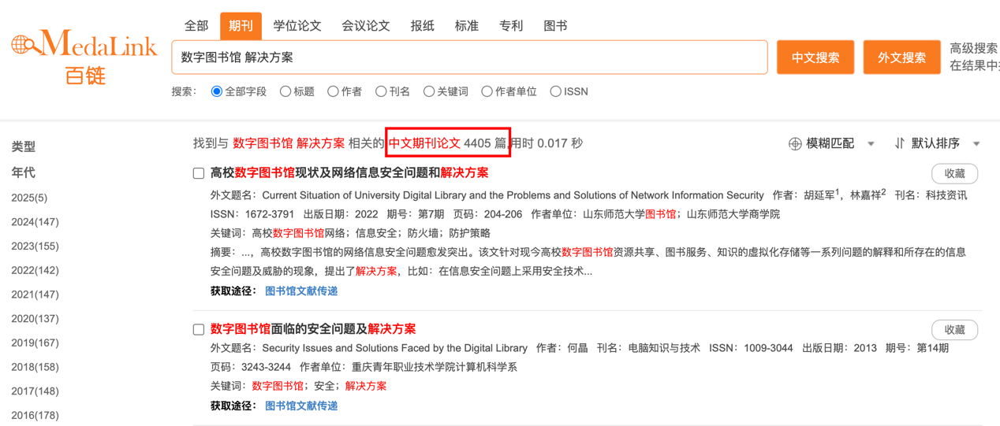 全部 期刊 学位论文 会议论文 报纸 标准 专利 图书
MedaLink
百链
数字图书馆 解决方案
中文搜索 外文搜索
高级搜索
在结果中
搜索： 全部字段 标题 作者 刊名 关键词 作者单位 ISSN
找到与 数字图书馆 解决方案 相关的 中文期刊论文 4405 篇,用时 0.017 秒
模糊匹配 默认排序
类型
年代
2025(5)
2024(147)
2023(155)
2022(142)
2021(147)
2020(137)
2019(167)
2018(158)
2017(148)
2016(178)
高校数字图书馆现状及网络信息安全问题和解决方案
收藏
外文题名：Current Situation of University Digital Library and the Problems and Solutions of Network Information Security 作者：胡延军1，林嘉祥2 刊名：科技资讯
ISSN：1672-3791 出版日期：2022 期号：第7期 页码：204-206 作者单位：山东师范大学图书馆；山东师范大学商学院
关键词：高校数字图书馆网络；信息安全；防火墙；防护策略
摘要：...，高校数字图书馆的网络信息安全问题愈发突出。该文针对现今高校数字图书馆资源共享、图书服务、知识的虚拟化存储等一系列问题的解释和所存在的信息
安全问题及威胁的现象，提出了解决方案，比如：在信息安全问题上采用安全技术...
获取途径： 图书馆文献传递
数字图书馆面临的安全问题及解决方案
收藏
外文题名：Security Issues and Solutions Faced by the Digital Library 作者：何晶 刊名：电脑知识与技术 ISSN：1009-3044 出版日期：2013 期号：第14期
页码：3243-3244 作者单位：重庆青年职业技术学院计算机科学系
关键词：数字图书馆；安全；解决方案
获取途径： 图书馆文献传递